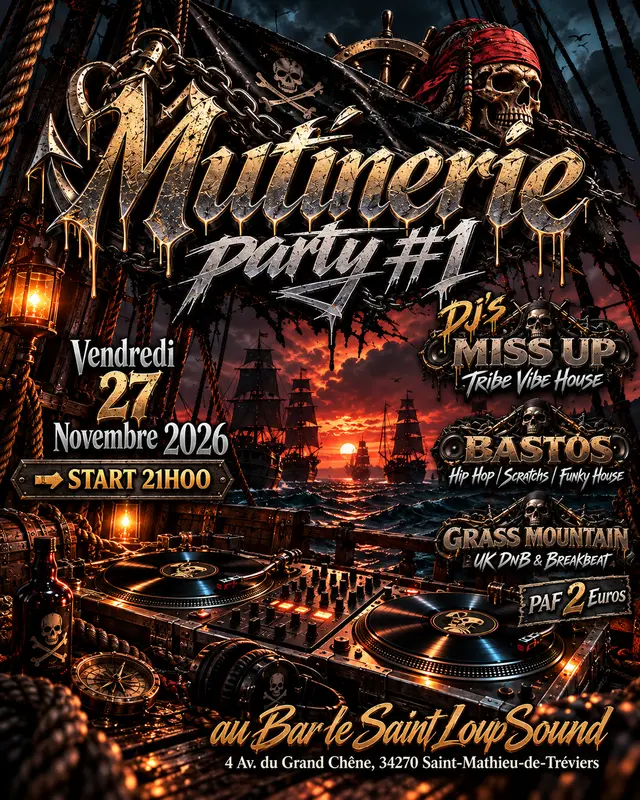 Mutinerie
Party #1
Vendredi
27
Novembre 2026
START 21H00
DJ's
MISS UP
Tribe Vibe House
BASTOS
Hip Hop / Scratchs / Funky House
GRASS MOUNTAIN
UK DnB & Breakbeat
PAF 2 Euros
au Bar le Saint Loup Sound
4 Av. du Grand Chêne, 34270 Saint-Mathieu-de-Tréviers